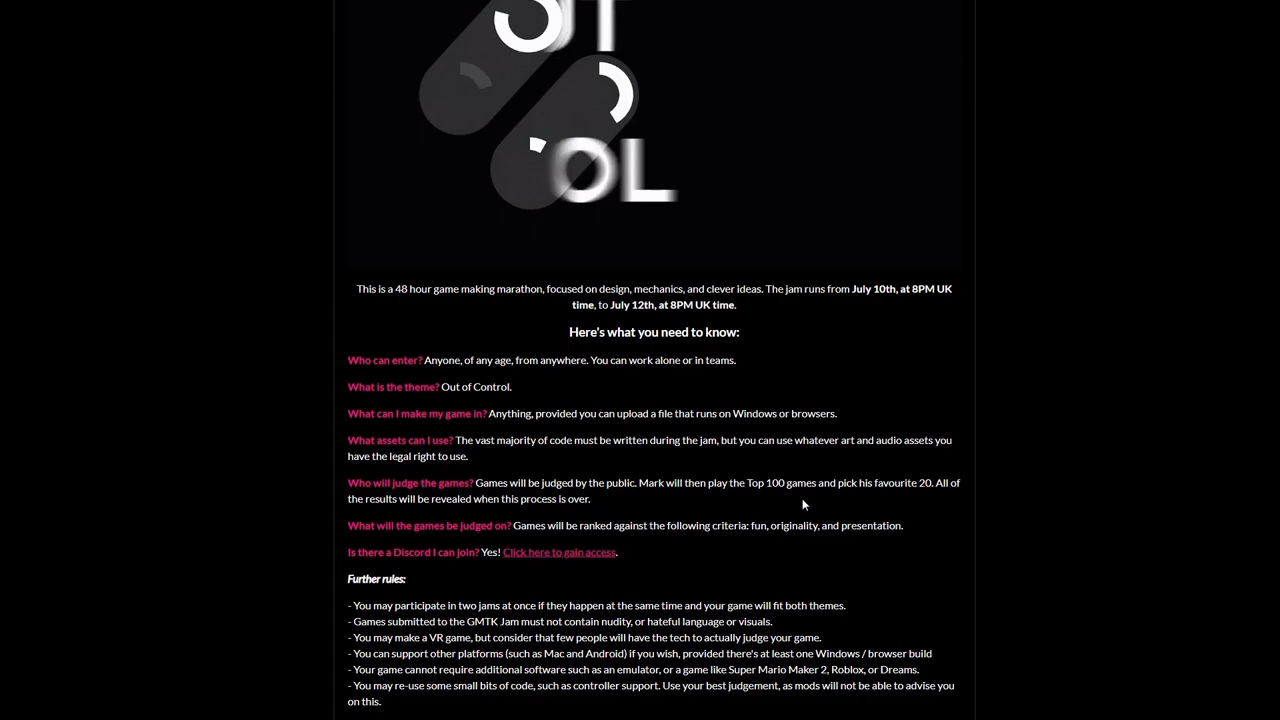 OL
This is a 48 hour game making marathon, focused on design, mechanics, and clever ideas. The jam runs from July 10th, at 8PM UK
time, to July 12th, at 8PM UK time.
Here's what you need to know:
Who can enter? Anyone, of any age, from anywhere. You can work alone or in teams.
What is the theme? Out of Control.
What can I make my game in? Anything, provided you can upload a file that runs on Windows or browsers.
What assets can I use? The vast majority of code must be written during the jam, but you can use whatever art and audio assets you
have the legal right to use.
Who will judge the games? Games will be judged by the public. Mark will then play the Top 100 games and pick his favourite 20. All of
the results will be revealed when this process is over.
What will the games be judged on? Games will be ranked against the following criteria: fun, originality, and presentation.
Is there a Discord I can join? Yes! Click here to gain access.
Further rules:
- You may participate in two jams at once if they happen at the same time and your game will fit both themes.
- Games submitted to the GMTK Jam must not contain nudity, or hateful language or visuals.
- You may make a VR game, but consider that few people will have the tech to actually judge your game.
- You can support other platforms (such as Mac and Android) if you wish, provided there's at least one Windows / browser build
- Your game cannot require additional software such as an emulator, or a game like Super Mario Maker 2, Roblox, or Dreams.
- You may re-use some small bits of code, such as controller support. Use your best judgement, as mods will not be able to advise you
on this.